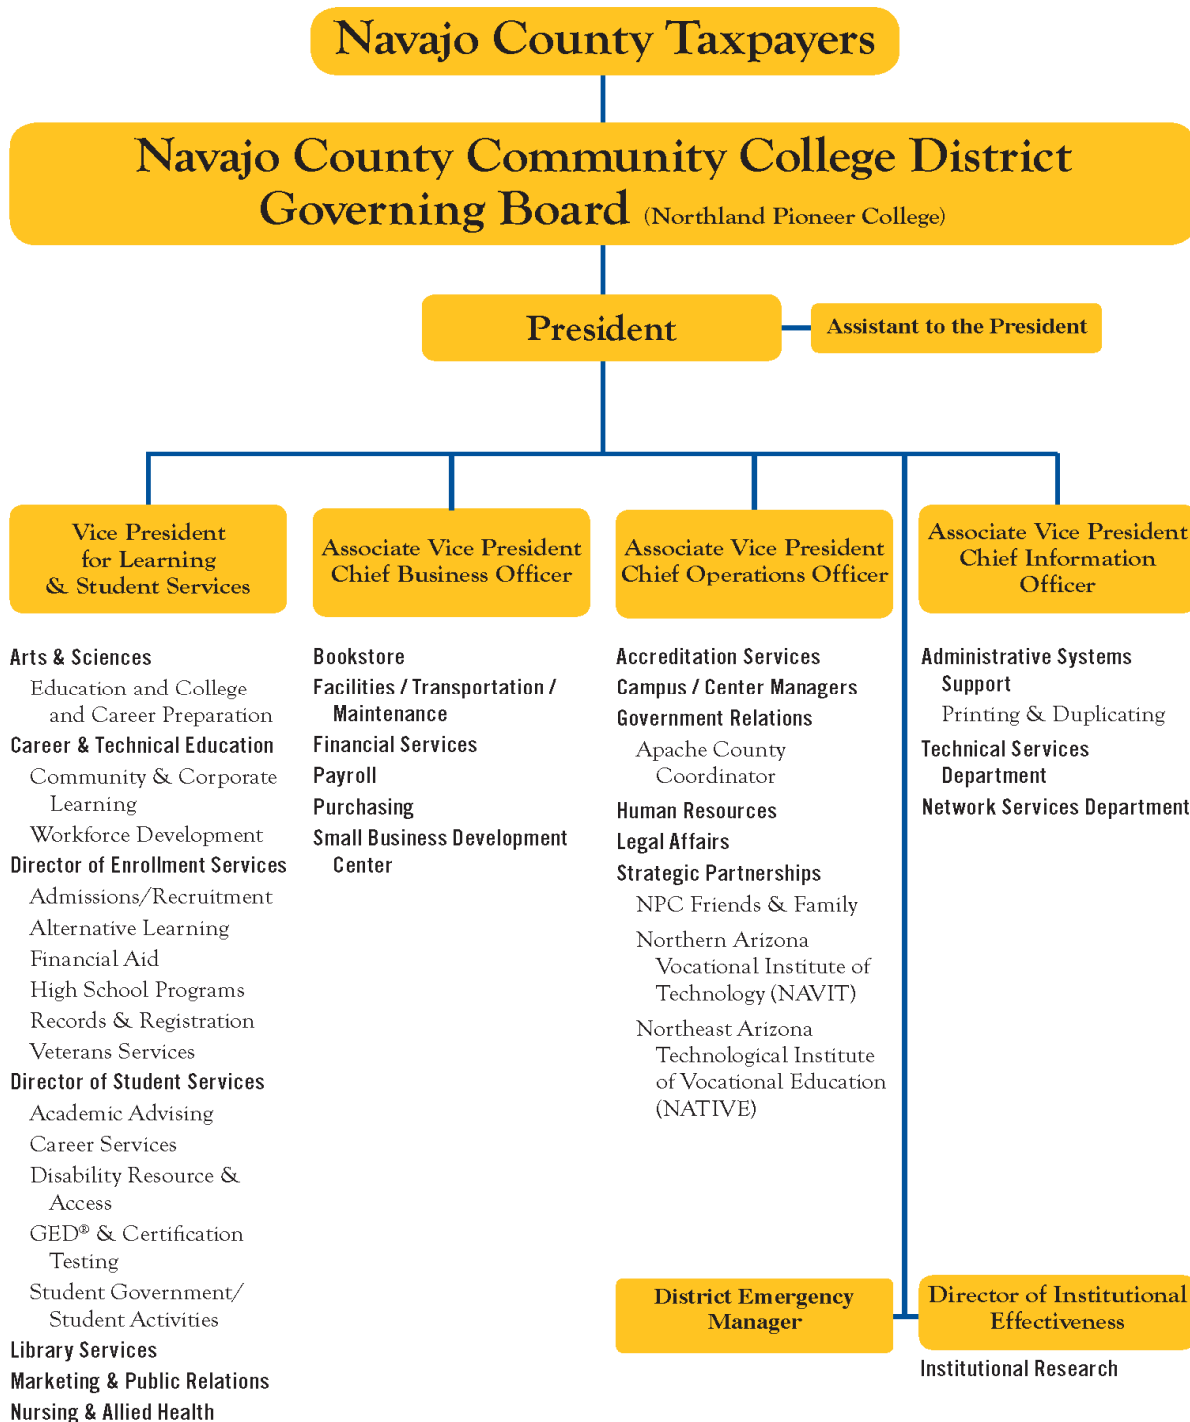 Navajo County Taxpayers
Navajo County Community College District
Governing Board (Northland Pioneer College)
President
Assistant to the President
Vice President
for Learning
& Student Services
Arts & Sciences
Education and College
and Career Preparation
Career & Technical Education
Community & Corporate
Learning
Workforce Development
Director of Enrollment Services
Admissions/Recruitment
Alternative Learning
Financial Aid
High School Programs
Records & Registration
Veterans Services
Director of Student Services
Academic Advising
Career Services
Disability Resource &
Access
GED® & Certification
Testing
Student Government/
Student Activities
Library Services
Marketing & Public Relations
Nursing & Allied Health
Associate Vice President
Chief Business Officer
Bookstore
Facilities / Transportation /
Maintenance
Financial Services
Payroll
Purchasing
Small Business Development
Center
Associate Vice President
Chief Operations Officer
Accreditation Services
Campus / Center Managers
Government Relations
Apache County
Coordinator
Human Resources
Legal Affairs
Strategic Partnerships
NPC Friends & Family
Northern Arizona
Vocational Institute of
Technology (NAVIT)
Northeast Arizona
Technological Institute
of Vocational Education
(NATIVE)
Associate Vice President
Chief Information
Officer
Administrative Systems
Support
Printing & Duplicating
Technical Services
Department
Network Services Department
District Emergency
Manager
Director of Institutional
Effectiveness
Institutional Research